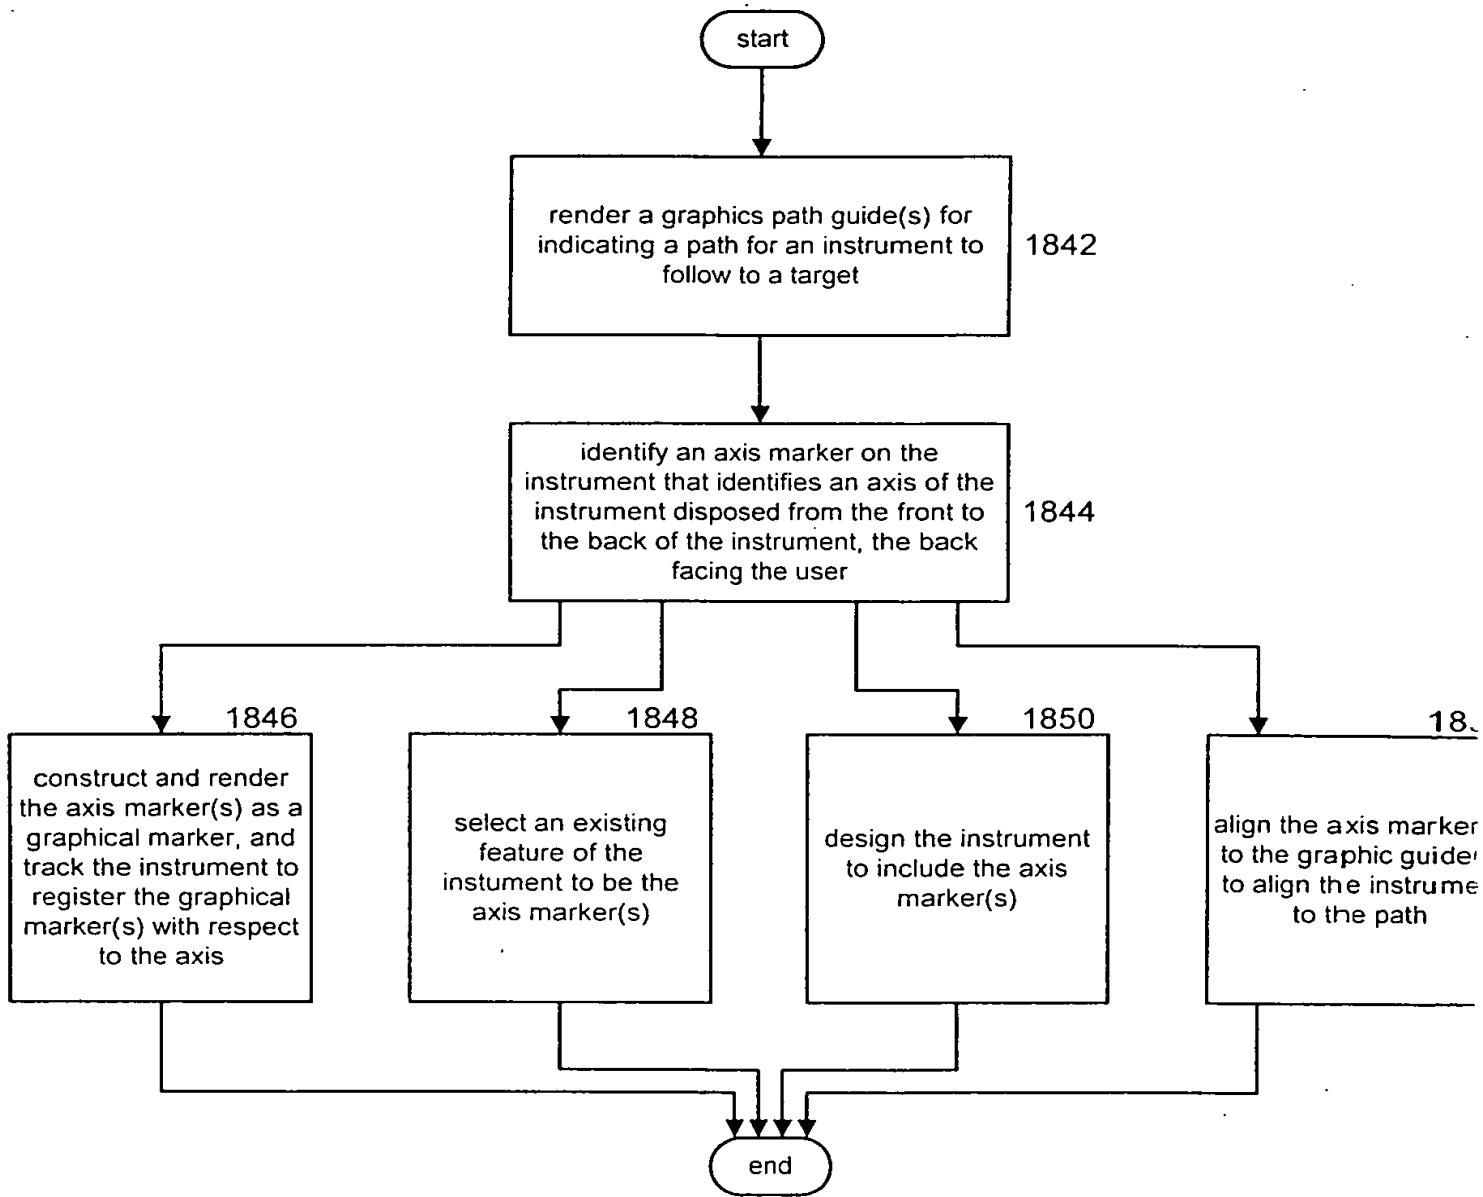 start
render a graphics path guide(s) for
indicating a path for an instrument to
follow to a target
1842
identify an axis marker on the
instrument that identifies an axis of the
instrument disposed from the front to
the back of the instrument, the back
facing the user
1844
1846
construct and render
the axis marker(s) as a
graphical marker, and
track the instrument to
register the graphical
marker(s) with respect
to the axis
1848
select an existing
feature of the
instument to be the
axis marker(s)
1850
design the instrument
to include the axis
marker(s)
align the axis marker
to the graphic guide
to align the
to the path
end